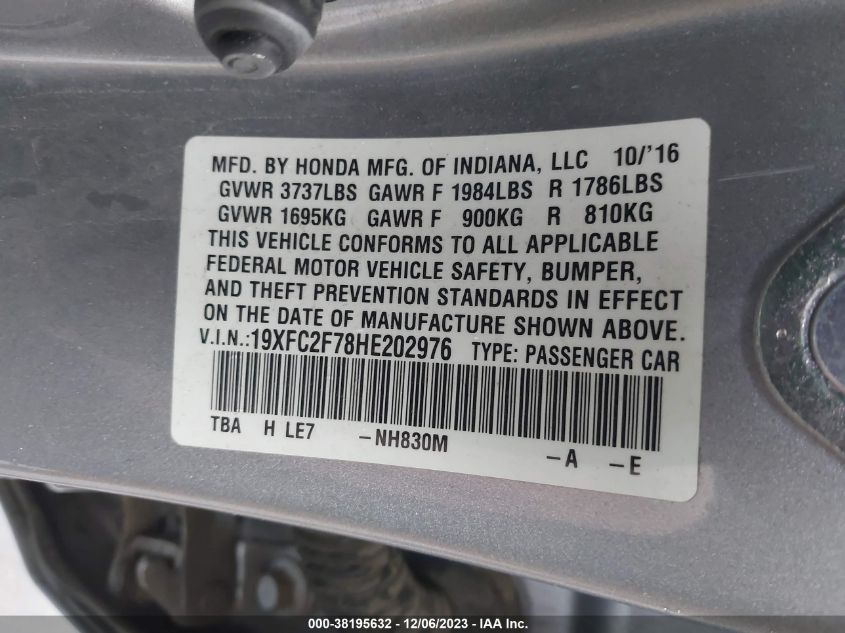 MFD. BY HONDA MFG. OF INDIANA, LLC 10/'16
GVWR 3737LBS GAWR F 1984LBS R 1786LBS
GVWR 1695KG GAWR F 900KG R 810KG
THIS VEHICLE CONFORMS TO ALL APPLICABLE
FEDERAL MOTOR VEHICLE SAFETY, BUMPER,
AND THEFT PREVENTION STANDARDS IN EFFECT
ON THE DATE OF MANUFACTURE SHOWN ABOVE.
V.I.N.:19XFC2F78HE202976 TYPE: PASSENGER CAR
TBA H LE7 -NH830M -A -E
000-38195632 - 12/06/2023 - IAA Inc.